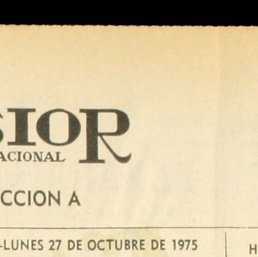 SIOR
ACIONAL
CCION A
-LUNES 27 DE OCTUBRE DE 1975
H